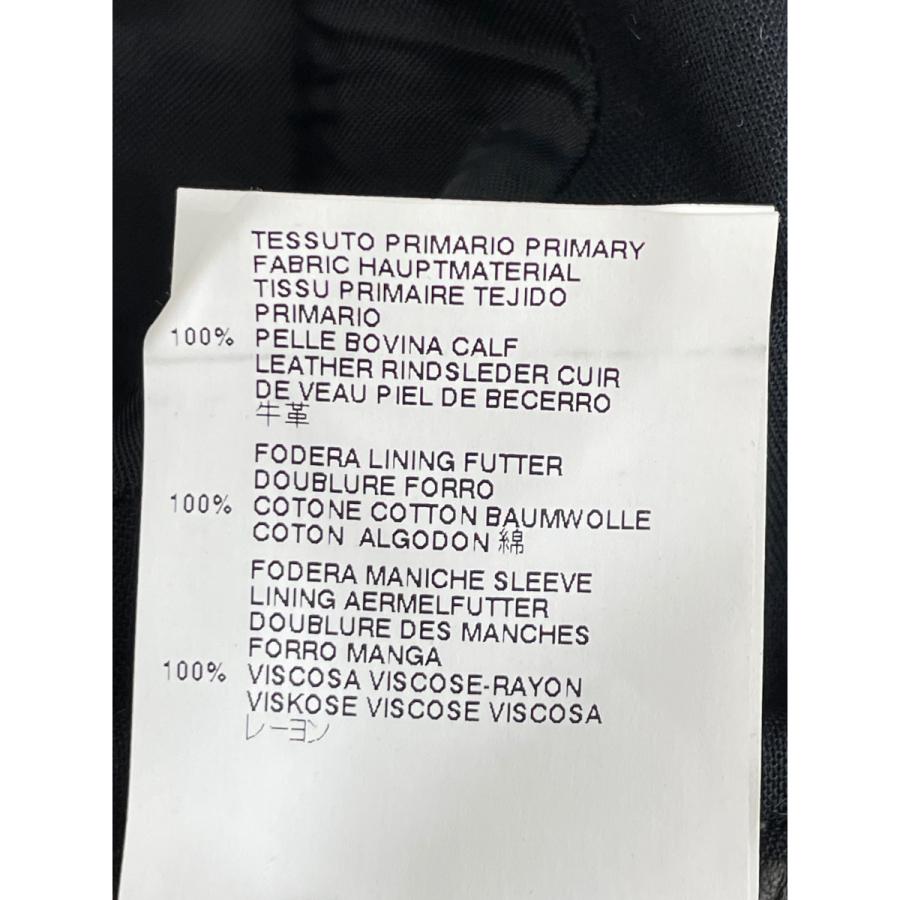 TESSUTO PRIMARIO PRIMARY
FABRIC HAUPTMATERIAL
TISSU PRIMAIRE TEJIDO
PRIMARIO
100% PELLE BOVINA CALF
LEATHER RINDSLEDER CUIR
DE VEAU PIEL DE BECERRO
牛革
FODERA LINING FUTTER
DOUBLURE FORRO
100% COTONE COTTON BAUMWOLLE
COTON ALGODON 綿
FODERA MANICHE SLEEVE
LINING AERMELFUTTER
DOUBLURE DES MANCHES
FORRO MANGA
100% VISCOSA VISCOSE-RAYON
VISKOSE VISCOSE VISCOSA
レーヨン